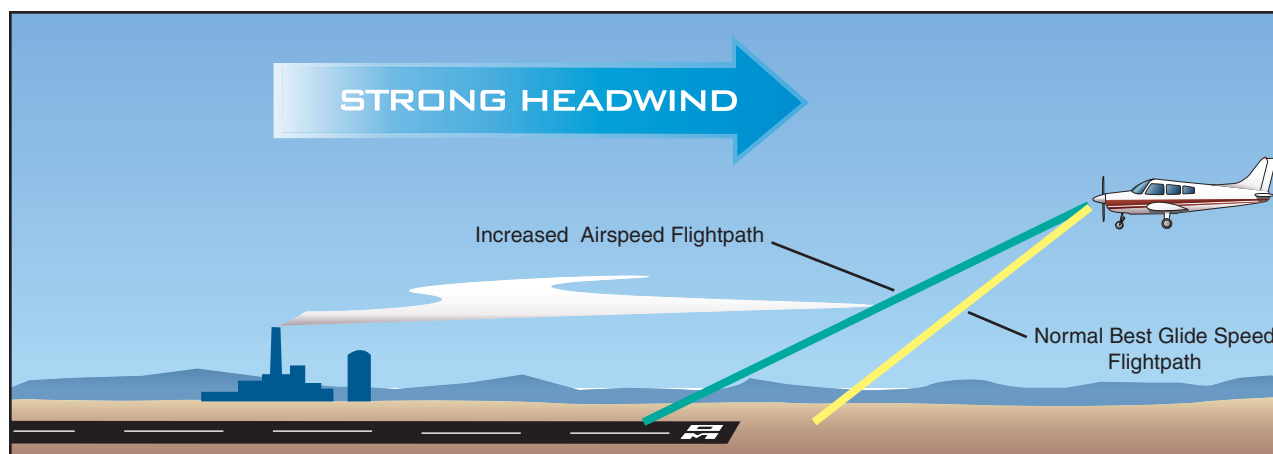 STRONG HEADWIND
Increased Airspeed Flightpath
Normal Best Glide Speed
Flightpath